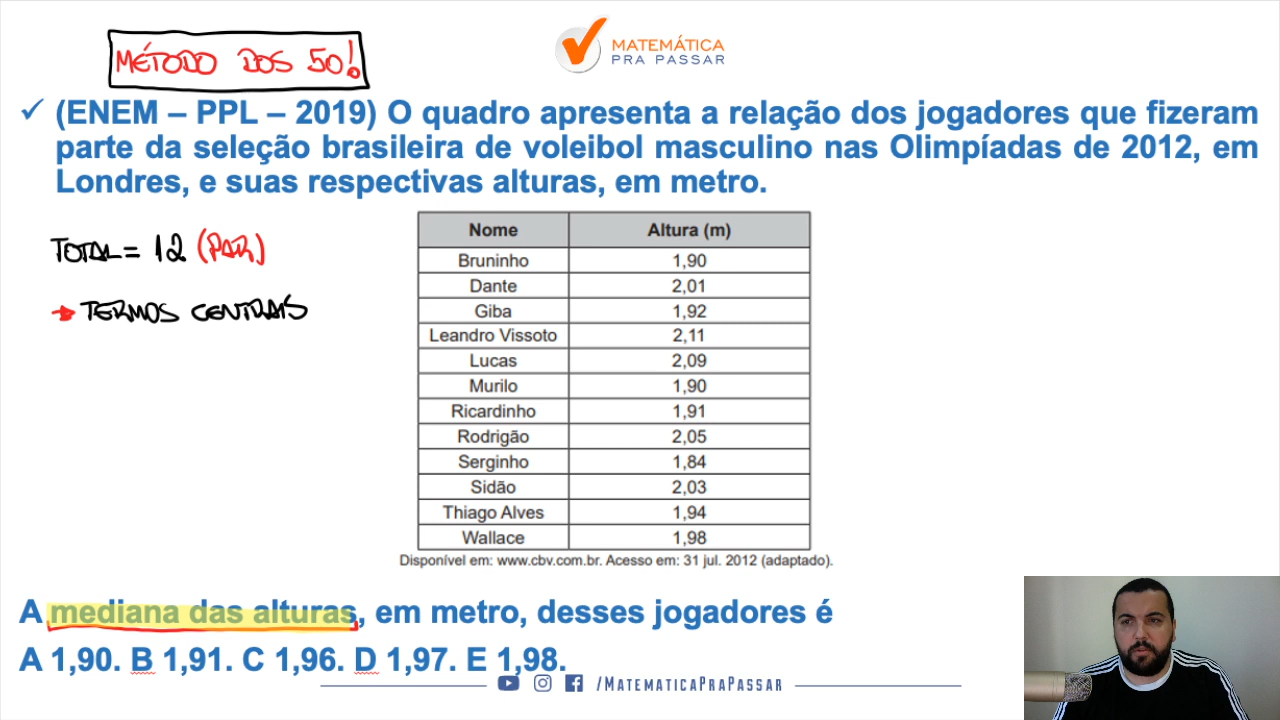 MÉTODO DOS 50!
MATEMÁTICA
PRA PASSAR
✓ (ENEM – PPL – 2019) O quadro apresenta a relação dos jogadores que fizeram
parte da seleção brasileira de voleibol masculino nas Olimpíadas de 2012, em
Londres, e suas respectivas alturas, em metro.
TOTAL = 12 (PAR)
→ TERMOS CENTRAIS
Nome Altura (m)
Bruninho 1,90
Dante 2,01
Giba 1,92
Leandro Vissoto 2,11
Lucas 2,09
Murilo 1,90
Ricardinho 1,91
Rodrigão 2,05
Serginho 1,84
Sidão 2,03
Thiago Alves 1,94
Wallace 1,98
Disponível em: www.cbv.com.br. Acesso em: 31 jul. 2012 (adaptado).
A mediana das alturas, em metro, desses jogadores é
A 1,90. B 1,91. C 1,96. D 1,97. E 1,98.
/MATEMATICAPRAPASSAR